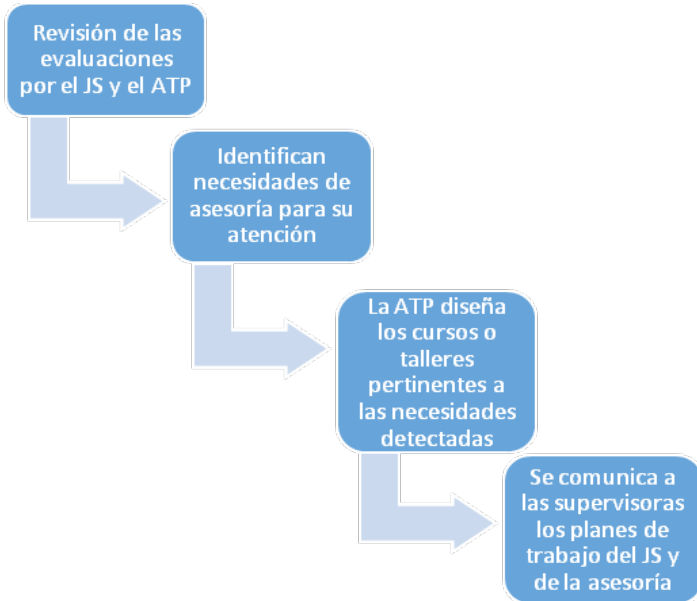 Revisión de las
evaluaciones
por el JS y el ATP
Identifican
necesidades de
asesoría para su
atención
La ATP diseña
los cursos o
talleres
pertinentes a
las necesidades
detectadas
Se comunica a
las supervisoras
los planes de
trabajo del JS y
de la asesoría